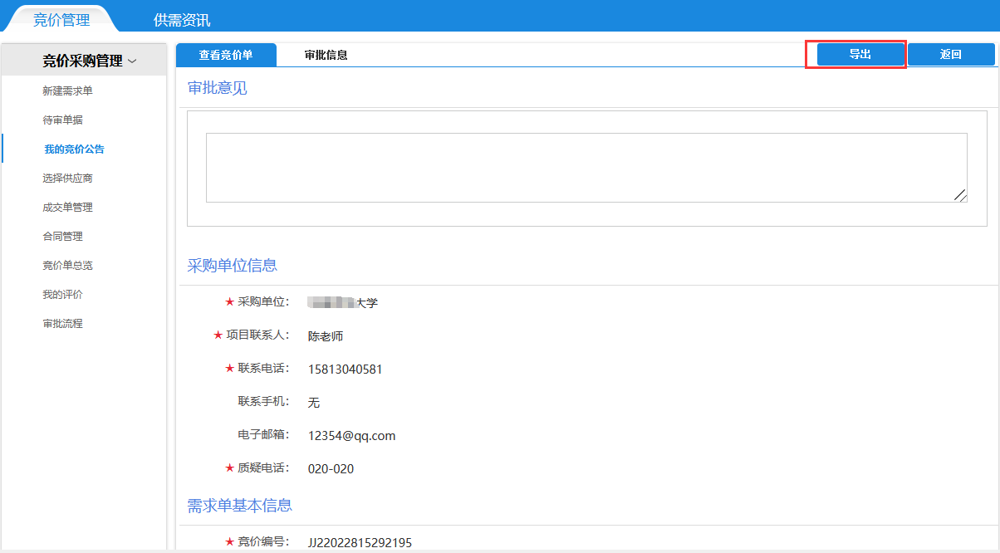 竞价管理 供需资讯
竞价采购管理
新建需求单
待审单据
我的竞价公告
选择供应商
成交单管理
合同管理
竞价单总览
我的评价
审批流程
查看竞价单 审批信息 导出 返回
审批意见
采购单位信息
★ 采购单位： 大学
★ 项目联系人： 陈老师
★ 联系电话： 15813040581
联系手机： 无
电子邮箱： 12354@qq.com
★ 质疑电话： 020-020
需求单基本信息
★ 竞价编号： JJ22022815292195